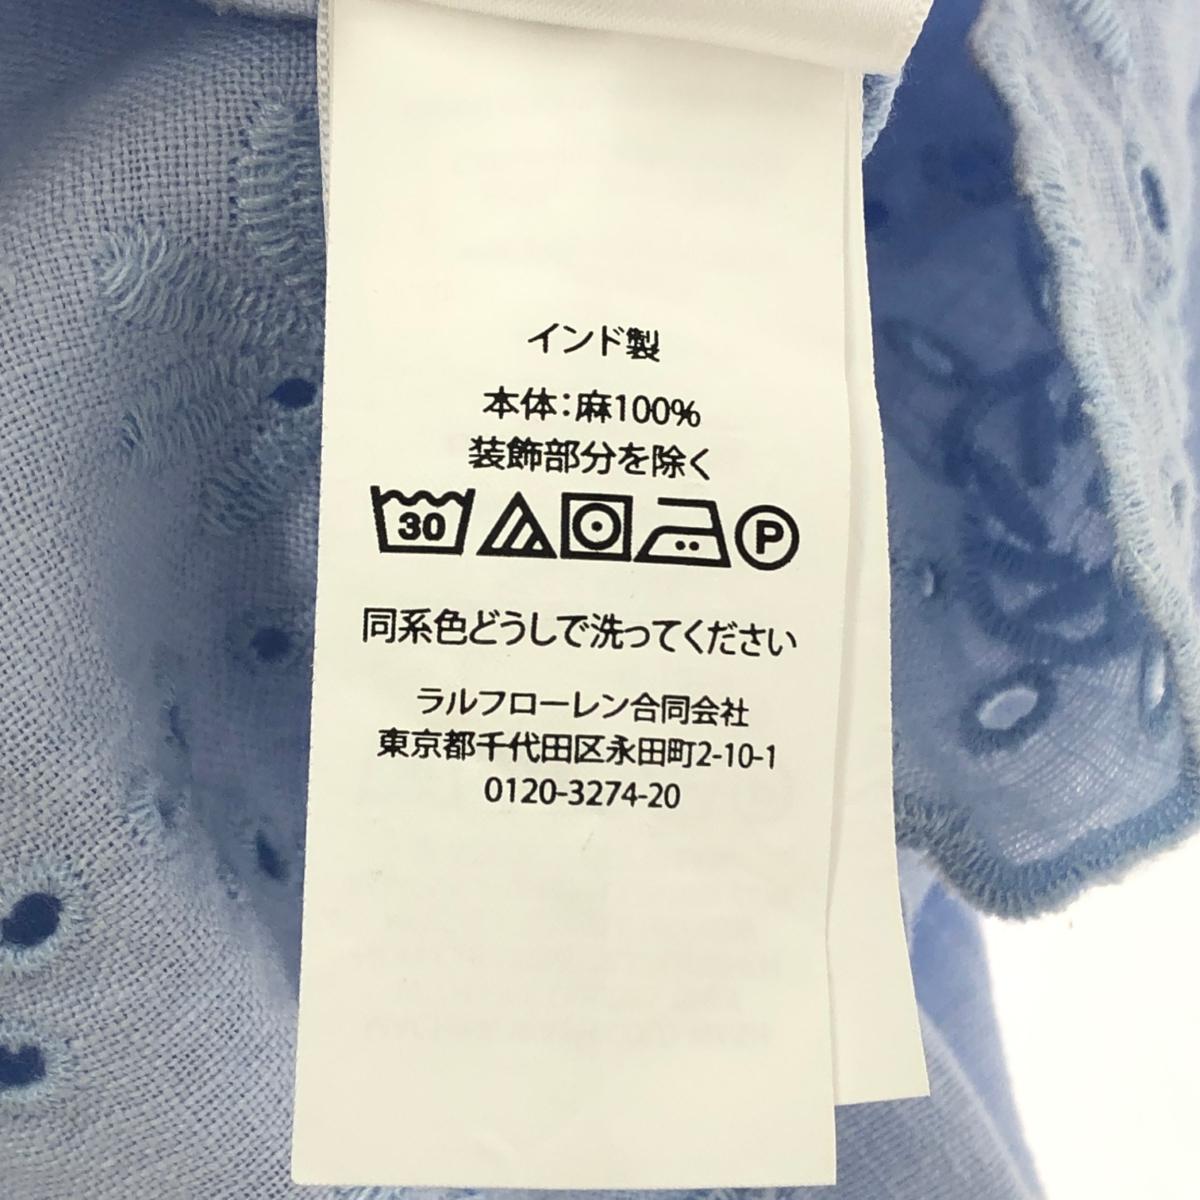 インド製
本体:麻100%
装飾部分を除く
30 P
同系色どうしで洗ってください
ラルフローレン合同会社
東京都千代田区永田町2-10-1
0120-3274-20